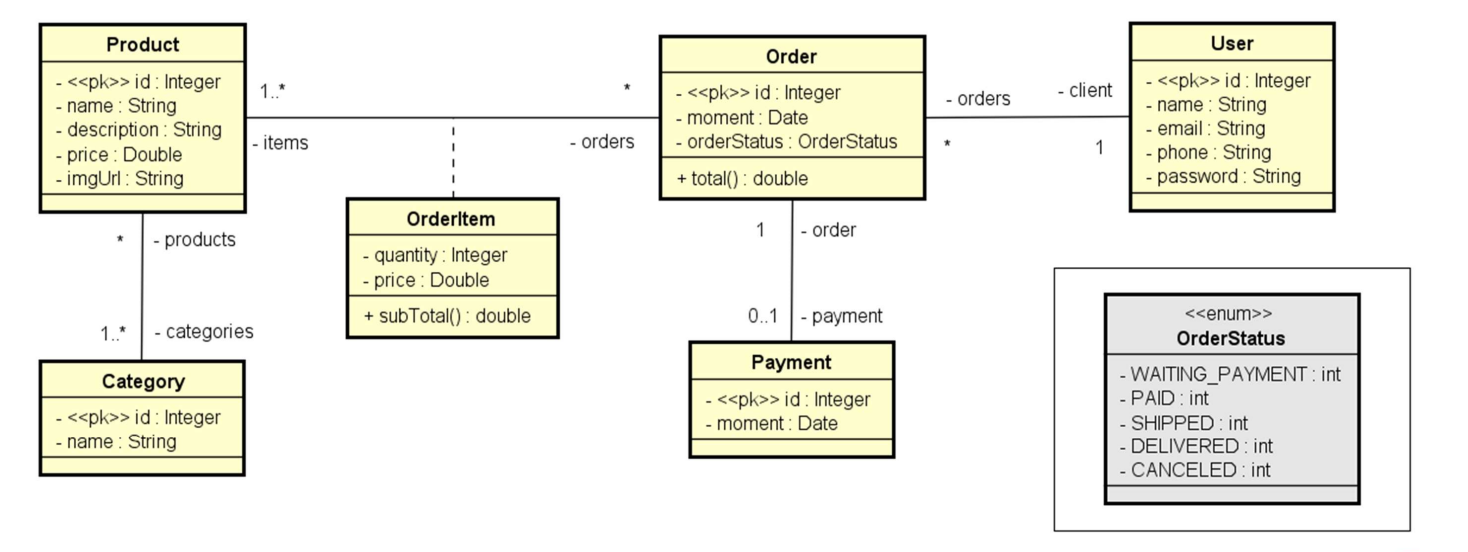 Product
- <<pk>> id : Integer
- name : String
- description : String
- price : Double
- imgUrl : String
1..*
- items
*
- orders
Order
- <<pk>> id : Integer
- moment : Date
- orderStatus : OrderStatus
+ total() : double
- orders
*
- client
1
User
- <<pk>> id : Integer
- name : String
- email : String
- phone : String
- password : String
OrderItem
- quantity : Integer
- price : Double
+ subTotal() : double
* - products
1..* - categories
Category
- <<pk>> id : Integer
- name : String
1 - order
0..1 - payment
Payment
- <<pk>> id : Integer
- moment : Date
<<enum>>
OrderStatus
- WAITING_PAYMENT : int
- PAID : int
- SHIPPED : int
- DELIVERED : int
- CANCELED : int